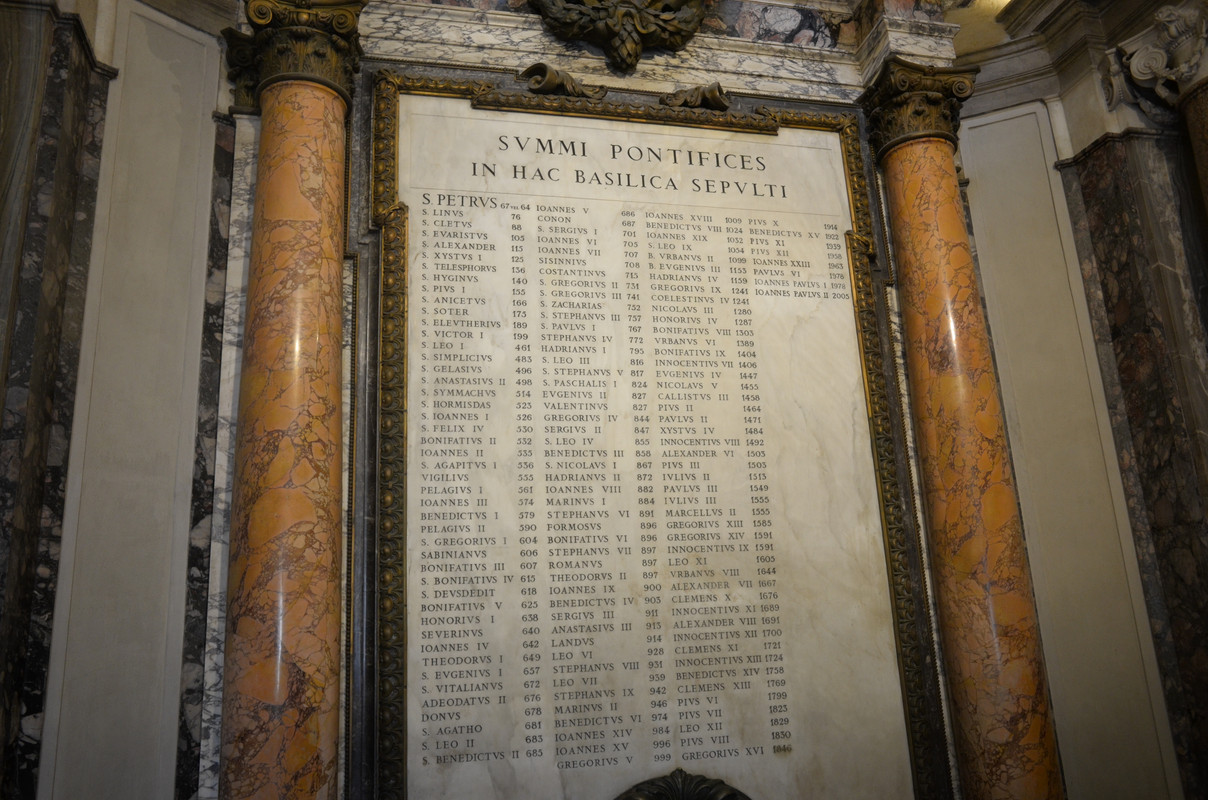 SVMMI PONTIFICES
IN HAC BASILICA SEPVLTI
S. PETRVS 67 VEL 64
S. LINVS 76
S. CLETVS 88
S. EVARISTVS 105
S. ALEXANDER 115
S. XYSTVS I 125
S. TELESPHORVS 136
S. HYGINVS 140
S. PIVS I 155
S. ANICETVS 166
S. SOTER 175
S. ELEVTHERIVS 189
S. VICTOR I 199
S. LEO I 461
S. SIMPLICIVS 483
S. GELASIVS 496
S. ANASTASIVS II 498
S. SYMMACHVS 514
S. HORMISDAS 523
S. IOANNES I 526
S. FELIX IV 530
BONIFATIVS II 532
IOANNES II 535
S. AGAPITVS I 536
VIGILIVS 555
PELAGIVS I 561
IOANNES III 574
BENEDICTVS I 579
PELAGIVS II 590
S. GREGORIVS I 604
SABINIANVS 606
BONIFATIVS III 607
S. BONIFATIVS IV 615
S. DEVSDEDIT 618
BONIFATIVS V 625
HONORIVS I 638
SEVERINVS 640
IOANNES IV 642
THEODORVS I 649
S. EVGENIVS I 657
S. VITALIANVS 672
ADEODATVS II 676
DONVS 678
S. AGATHO 681
S. LEO II 683
S. BENEDICTVS II 685
IOANNES V 686
CONON 687
S. SERGIVS I 701
IOANNES VI 705
IOANNES VII 707
SISINNIVS 708
COSTANTINVS 715
S. GREGORIVS II 731
S. GREGORIVS III 741
S. ZACHARIAS 752
S. STEPHANVS III 757
S. PAVLVS I 767
STEPHANVS IV 772
HADRIANVS I 795
S. LEO III 816
S. STEPHANVS V 817
S. PASCHALIS I 824
EVGENIVS II 827
VALENTINVS 827
GREGORIVS IV 844
SERGIVS II 847
S. LEO IV 855
BENEDICTVS III 858
S. NICOLAVS I 867
HADRIANVS II 872
IOANNES VIII 882
MARINVS I 884
STEPHANVS VI 891
FORMOSVS 896
BONIFATIVS VI 896
STEPHANVS VII 897
ROMANVS 897
THEODORVS II 897
IOANNES IX 900
BENEDICTVS IV 903
SERGIVS III 911
ANASTASIVS III 913
LANDVS 914
LEO VI 928
STEPHANVS VIII 931
LEO VII 939
STEPHANVS IX 942
MARINVS II 946
BENEDICTVS VI 974
IOANNES XIV 984
IOANNES XV 996
GREGORIVS V 999
IOANNES XVIII 1009
BENEDICTVS VIII 1024
IOANNES XIX 1032
S. LEO IX 1054
B. VRBANVS II 1099
B. EVGENIVS III 1153
HADRIANVS IV 1159
GREGORIVS IX 1241
COELESTINVS IV 1241
NICOLAVS III 1280
HONORIVS IV 1287
BONIFATIVS VIII 1303
VRBANVS VI 1389
BONIFATIVS IX 1404
INNOCENTIVS VII 1406
EVGENIVS IV 1447
NICOLAVS V 1455
CALLISTVS III 1458
PIVS II 1464
PAVLVS II 1471
XYSTVS IV 1484
INNOCENTIVS VIII 1492
ALEXANDER VI 1503
PIVS III 1503
IVLIVS II 1513
PAVLVS III 1549
IVLIVS III 1555
MARCELLVS II 1555
GREGORIVS XIII 1585
GREGORIVS XIV 1591
INNOCENTIVS IX 1591
LEO XI 1605
VRBANVS VIII 1644
ALEXANDER VII 1667
CLEMENS X 1676
INNOCENTIVS XI 1689
ALEXANDER VIII 1691
INNOCENTIVS XII 1700
CLEMENS XI 1721
INNOCENTIVS XIII 1724
BENEDICTVS XIV 1758
CLEMENS XIII 1769
PIVS VI 1799
PIVS VII 1823
LEO XII 1829
PIVS VIII 1830
GREGORIVS XVI 1846
PIVS X 1914
BENEDICTVS XV 1922
PIVS XI 1939
PIVS XII 1958
IOANNES XXIII 1963
PAVLVS VI 1978
IOANNES PAVLVS I 1978
IOANNES PAVLVS II 2005